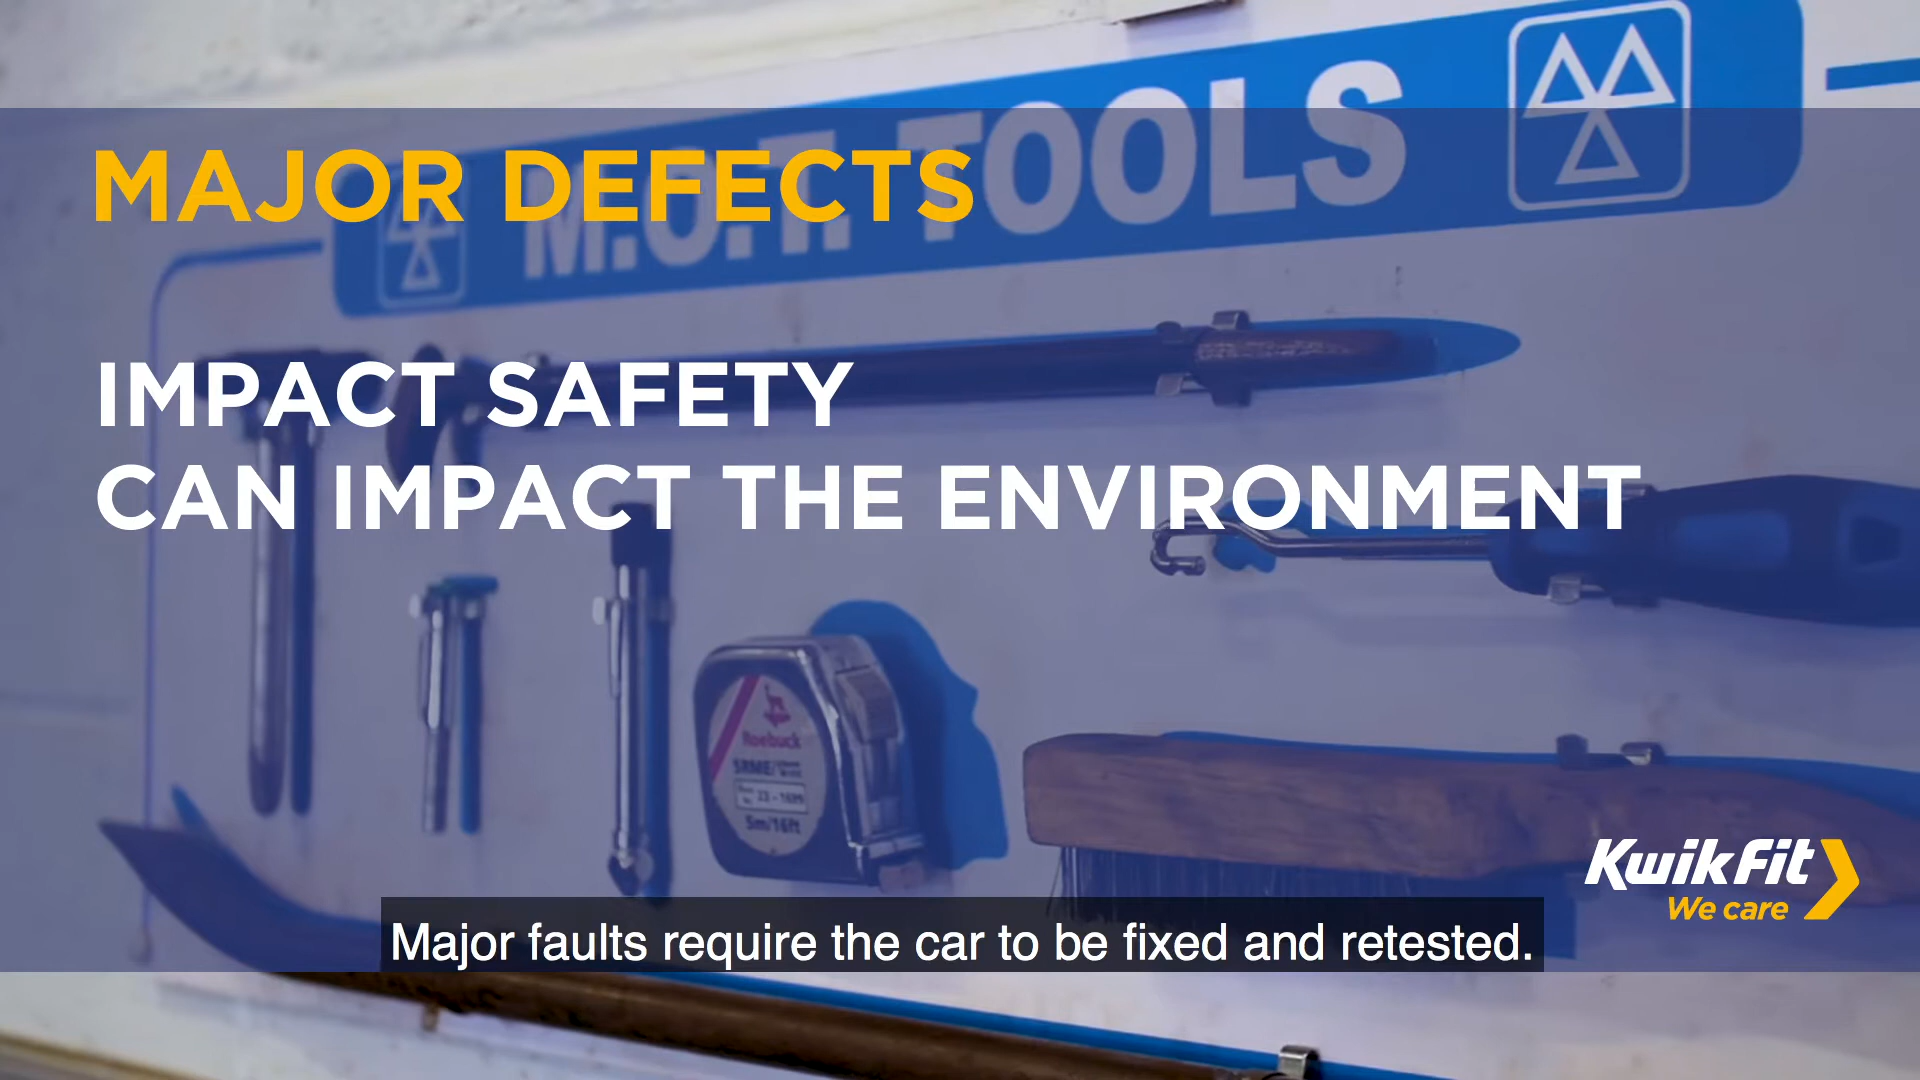 M.O.T. TOOLS
MAJOR DEFECTS
IMPACT SAFETY
CAN IMPACT THE ENVIRONMENT
Roebuck
5RME/
5m/16ft
KwikFit
We care
Major faults require the car to be fixed and retested.